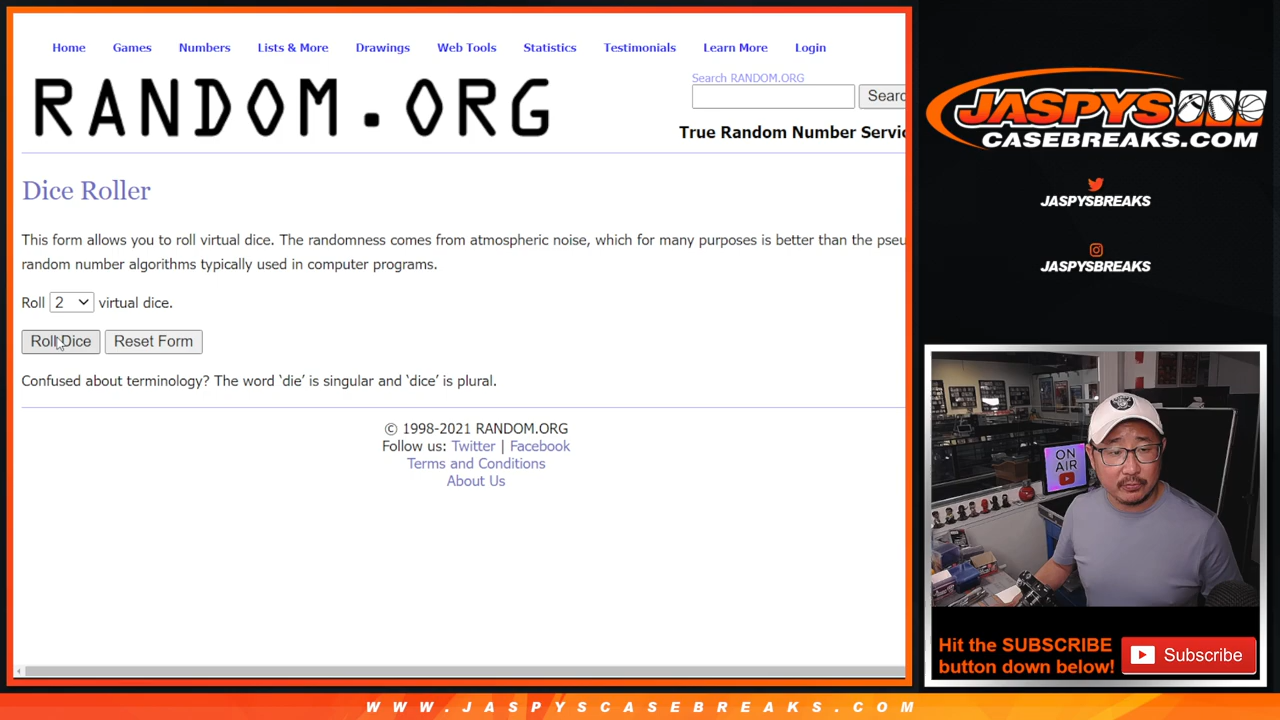 Home Games Numbers Lists & More Drawings Web Tools Statistics Testimonials Learn More Login
RANDOM.ORG
Search RANDOM.ORG
Searc
True Random Number Servic
Dice Roller
This form allows you to roll virtual dice. The randomness comes from atmospheric noise, which for many purposes is better than the pseu
random number algorithms typically used in computer programs.
Roll 2 virtual dice.
Roll Dice Reset Form
Confused about terminology? The word ‘die’ is singular and ‘dice’ is plural.
© 1998-2021 RANDOM.ORG
Follow us: Twitter | Facebook
Terms and Conditions
About Us
JASPYS
CASEBREAKS.COM
JASPYSBREAKS
JASPYSBREAKS
ON
AIR
Hit the SUBSCRIBE
button down below!
Subscribe
WWW.JASPYSCASEBREAKS.COM